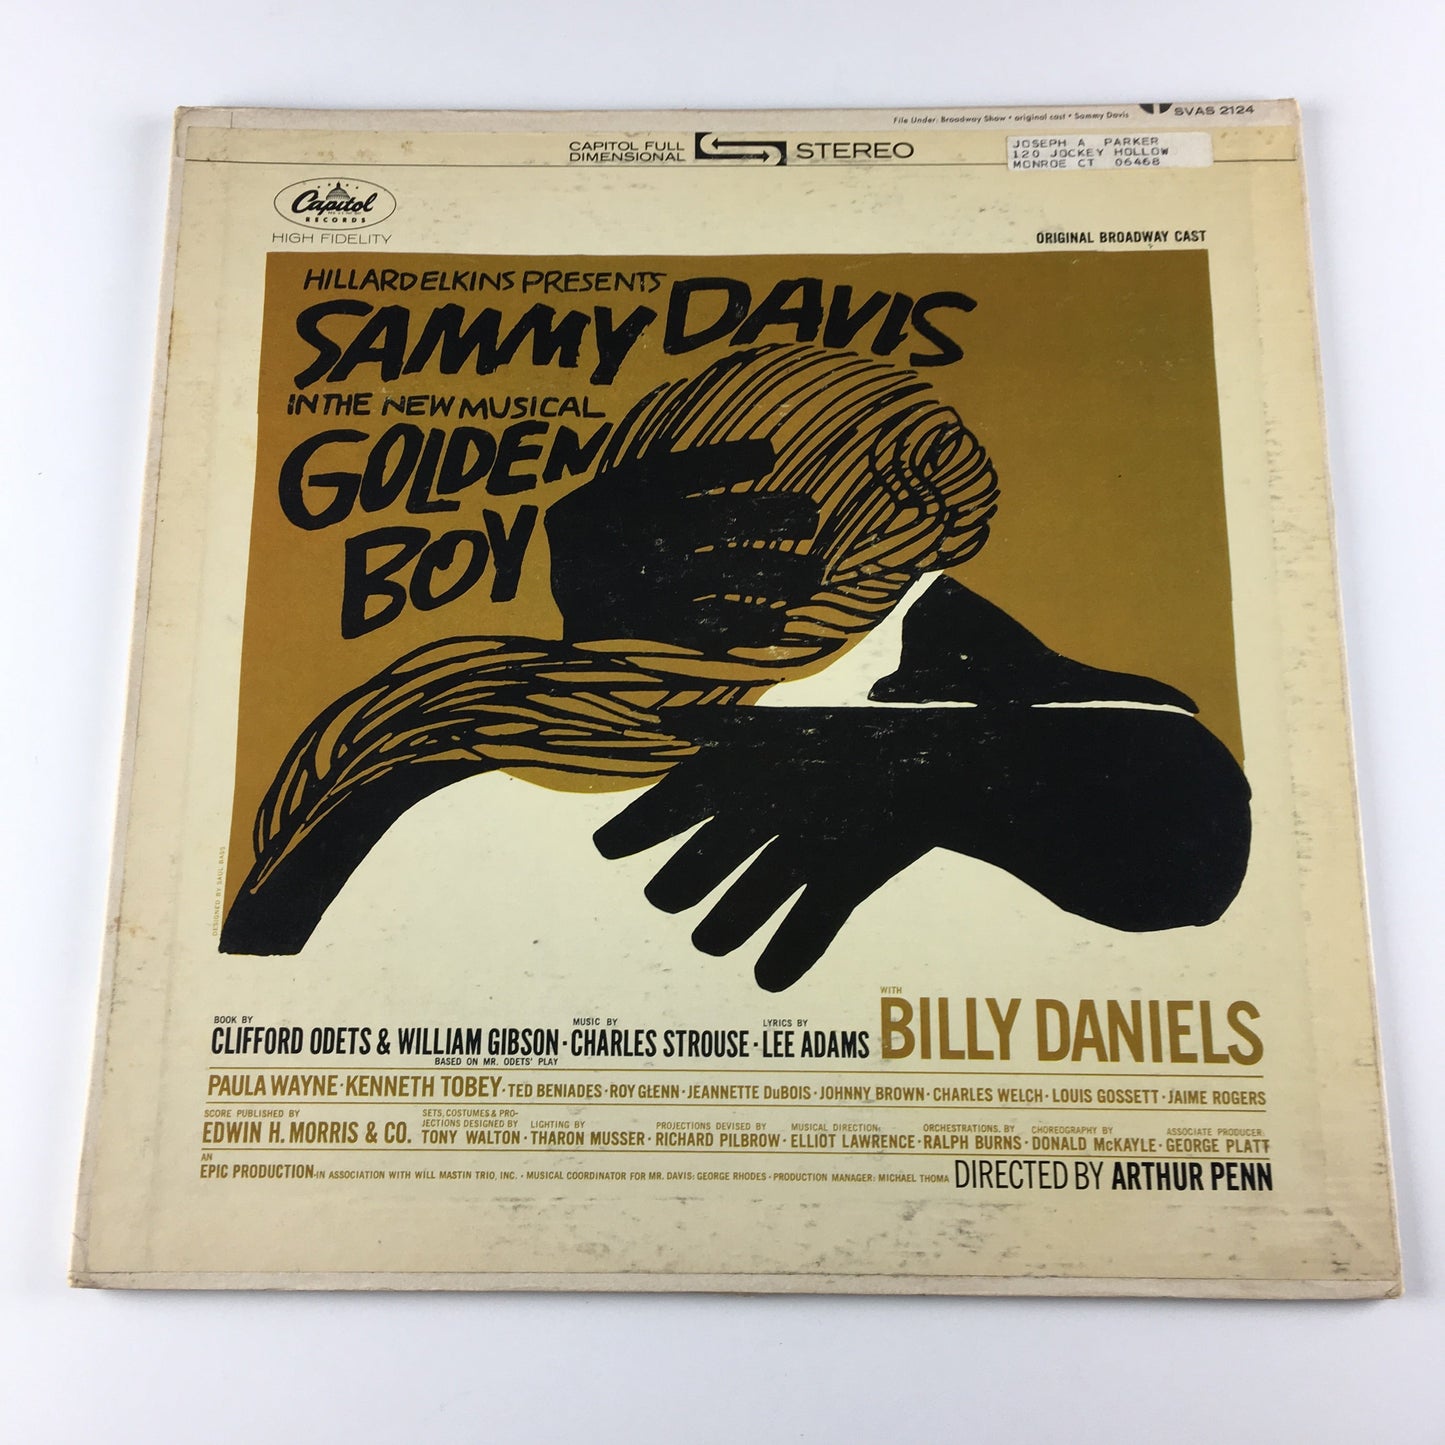 File Under: Broadway Show • original cast • Sammy Davis
SVAS 2124
CAPITOL FULL
DIMENSIONAL
STEREO
JOSEPH A PARKER
120 JOCKEY HOLLOW
MONROE CT 06468
Capitol
RECORDS
HIGH FIDELITY
ORIGINAL BROADWAY CAST
HILLARD ELKINS PRESENTS
SAMMY DAVIS
IN THE NEW MUSICAL
GOLDEN
BOY
DESIGNED BY SAUL BASS
WITH
BILLY DANIELS
BOOK BY
CLIFFORD ODETS & WILLIAM GIBSON •
BASED ON MR. ODETS' PLAY
MUSIC BY
CHARLES STROUSE •
LYRICS BY
LEE ADAMS
PAULA WAYNE • KENNETH TOBEY • TED BENIADES • ROY GLENN • JEANNETTE DuBOIS • JOHNNY BROWN • CHARLES WELCH • LOUIS GOSSETT • JAIME ROGERS
SCORE PUBLISHED BY
EDWIN H. MORRIS & CO.
SETS, COSTUMES & PRO-
JECTIONS DESIGNED BY
TONY WALTON •
LIGHTING BY
THARON MUSSER •
PROJECTIONS DEVISED BY
RICHARD PILBROW •
MUSICAL DIRECTION:
ELLIOT LAWRENCE •
ORCHESTRATIONS, BY
RALPH BURNS •
CHOREOGRAPHY BY
DONALD McKAYLE •
ASSOCIATE PRODUCER:
GEORGE PLATT
AN
EPIC PRODUCTION • IN ASSOCIATION WITH WILL MASTIN TRIO, INC. • MUSICAL COORDINATOR FOR MR. DAVIS: GEORGE RHODES • PRODUCTION MANAGER: MICHAEL THOMA
DIRECTED BY ARTHUR PENN